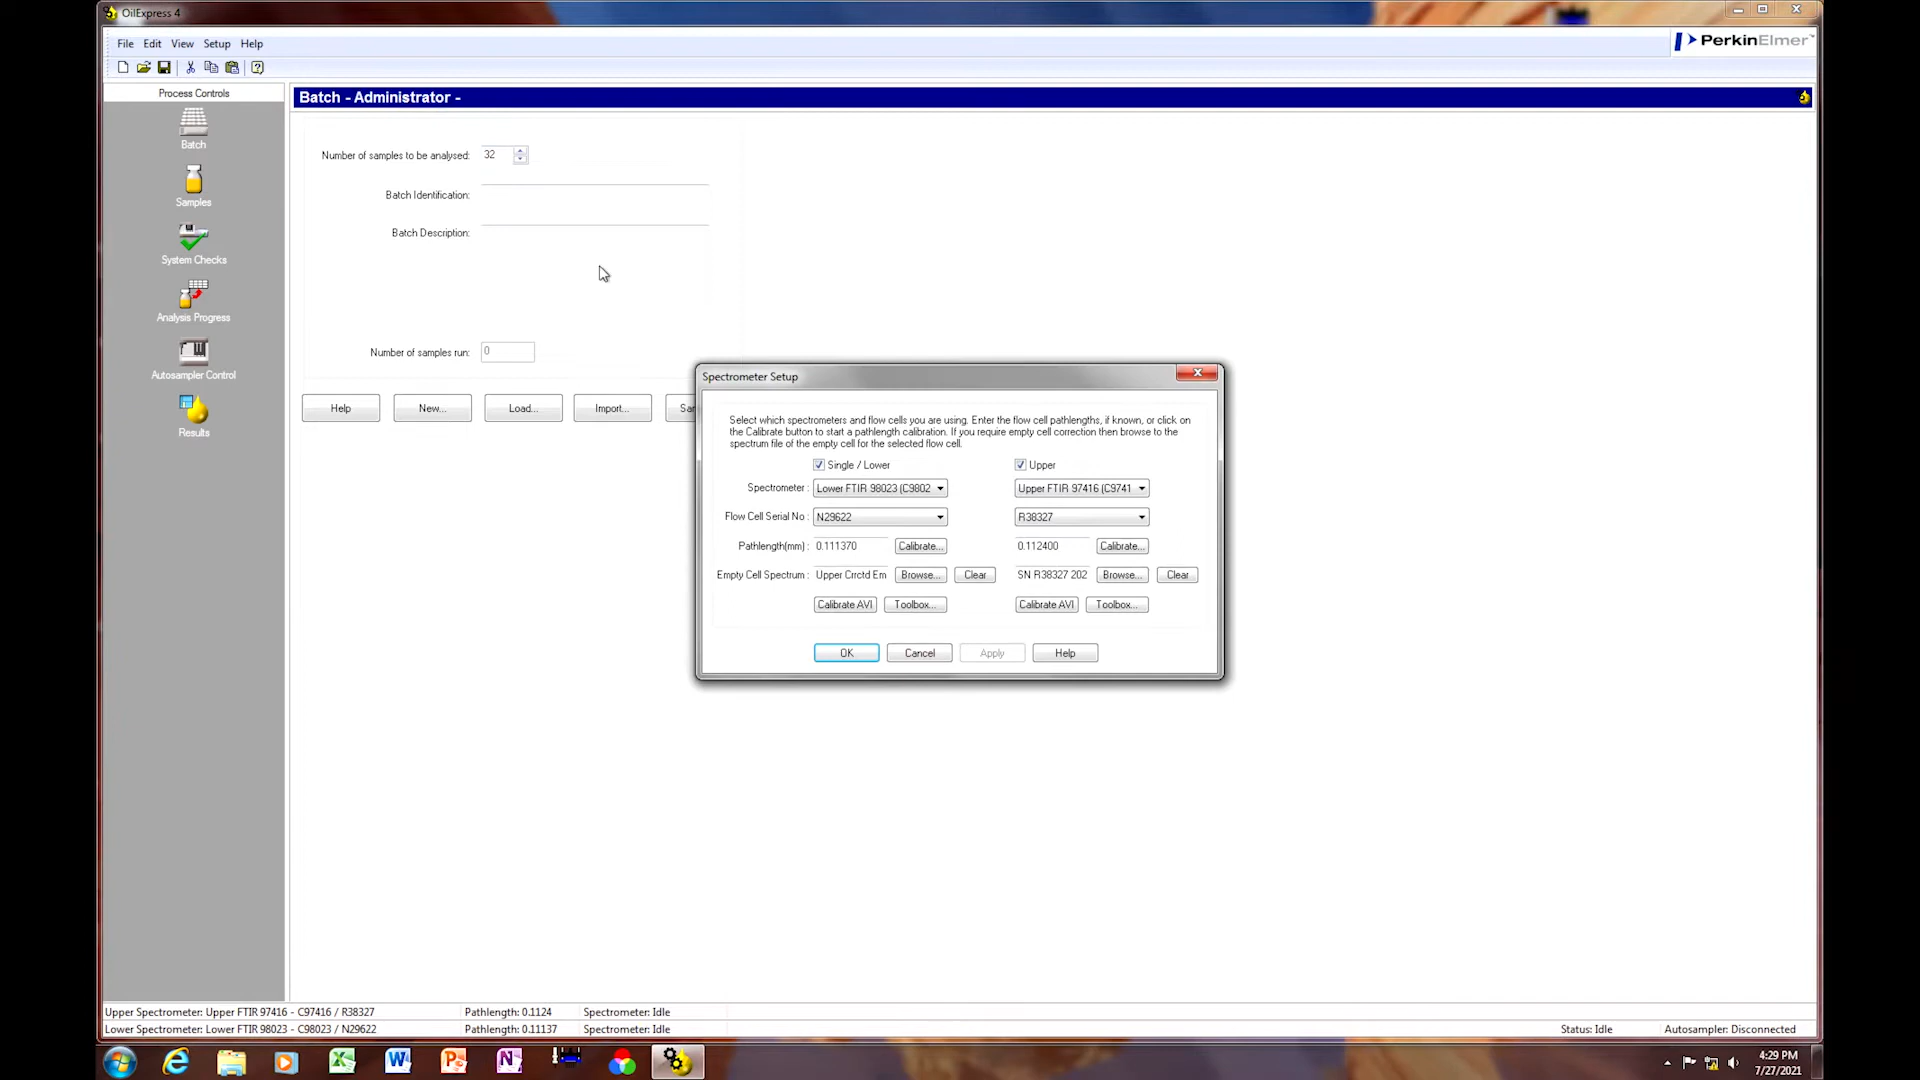 OilExpress 4
File Edit View Setup Help
PerkinElmer™
Process Controls
Batch - Administrator -
Batch
Samples
System Checks
Analysis Progress
Autosampler Control
Results
Number of samples to be analysed: 32
Batch Identification:
Batch Description:
Number of samples run: 0
Help New... Load... Import... Sar
Spectrometer Setup
Select which spectrometers and flow cells you are using. Enter the flow cell pathlengths, if known, or click on
the Calibrate button to start a pathlength calibration. If you require empty cell correction then browse to the
spectrum file of the empty cell for the selected flow cell.
Single / Lower Upper
Spectrometer : Lower FTIR 98023 (C9802 Upper FTIR 97416 (C9741
Flow Cell Serial No : N29622 R38327
Pathlength(mm) : 0.111370 Calibrate... 0.112400 Calibrate...
Empty Cell Spectrum : Upper Crrctd Em Browse... Clear SN R38327 202 Browse... Clear
Calibrate AVI Toolbox... Calibrate AVI Toolbox...
OK Cancel Apply Help
Upper Spectrometer: Upper FTIR 97416 - C97416 / R38327 Pathlength: 0.1124 Spectrometer: Idle
Lower Spectrometer: Lower FTIR 98023 - C98023 / N29622 Pathlength: 0.11137 Spectrometer: Idle Status: Idle Autosampler: Disconnected
4:29 PM
7/27/2021